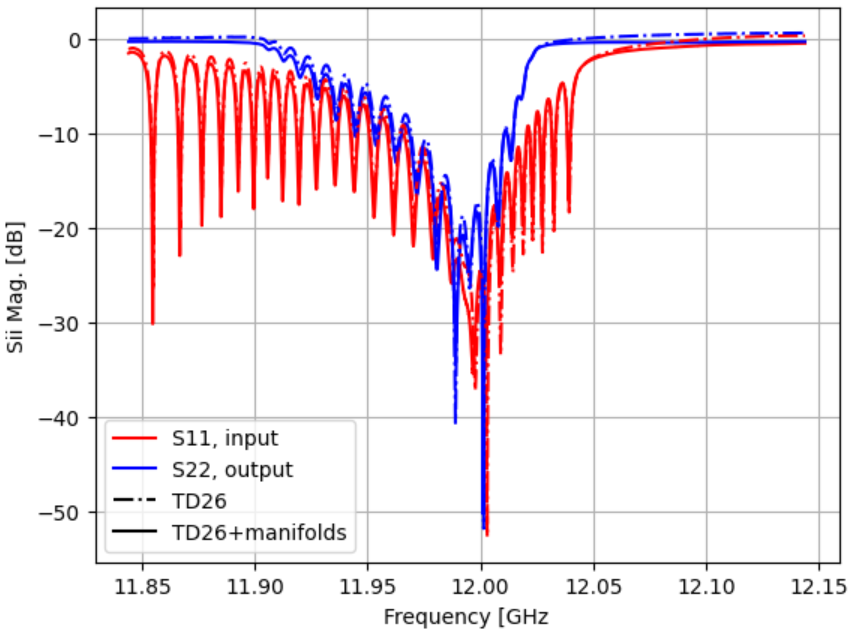 0
−10
−20
−30
−40
−50
Sii Mag. [dB]
S11, input
S22, output
TD26
TD26+manifolds
11.85 11.90 11.95 12.00 12.05 12.10 12.15
Frequency [GHz